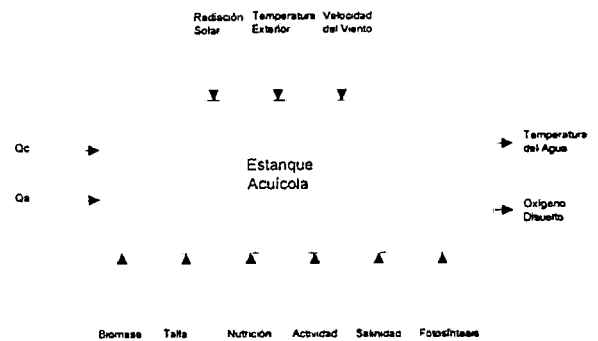 Radiación Temperatura Velocidad
Solar Exterior del Viento
Qc
Temperatura
del Agua
Estanque
Acuícola
Qa
Oxígeno
Disuelto
Biomasa Talla Nutrición Actividad Salinidad Fotosíntesis